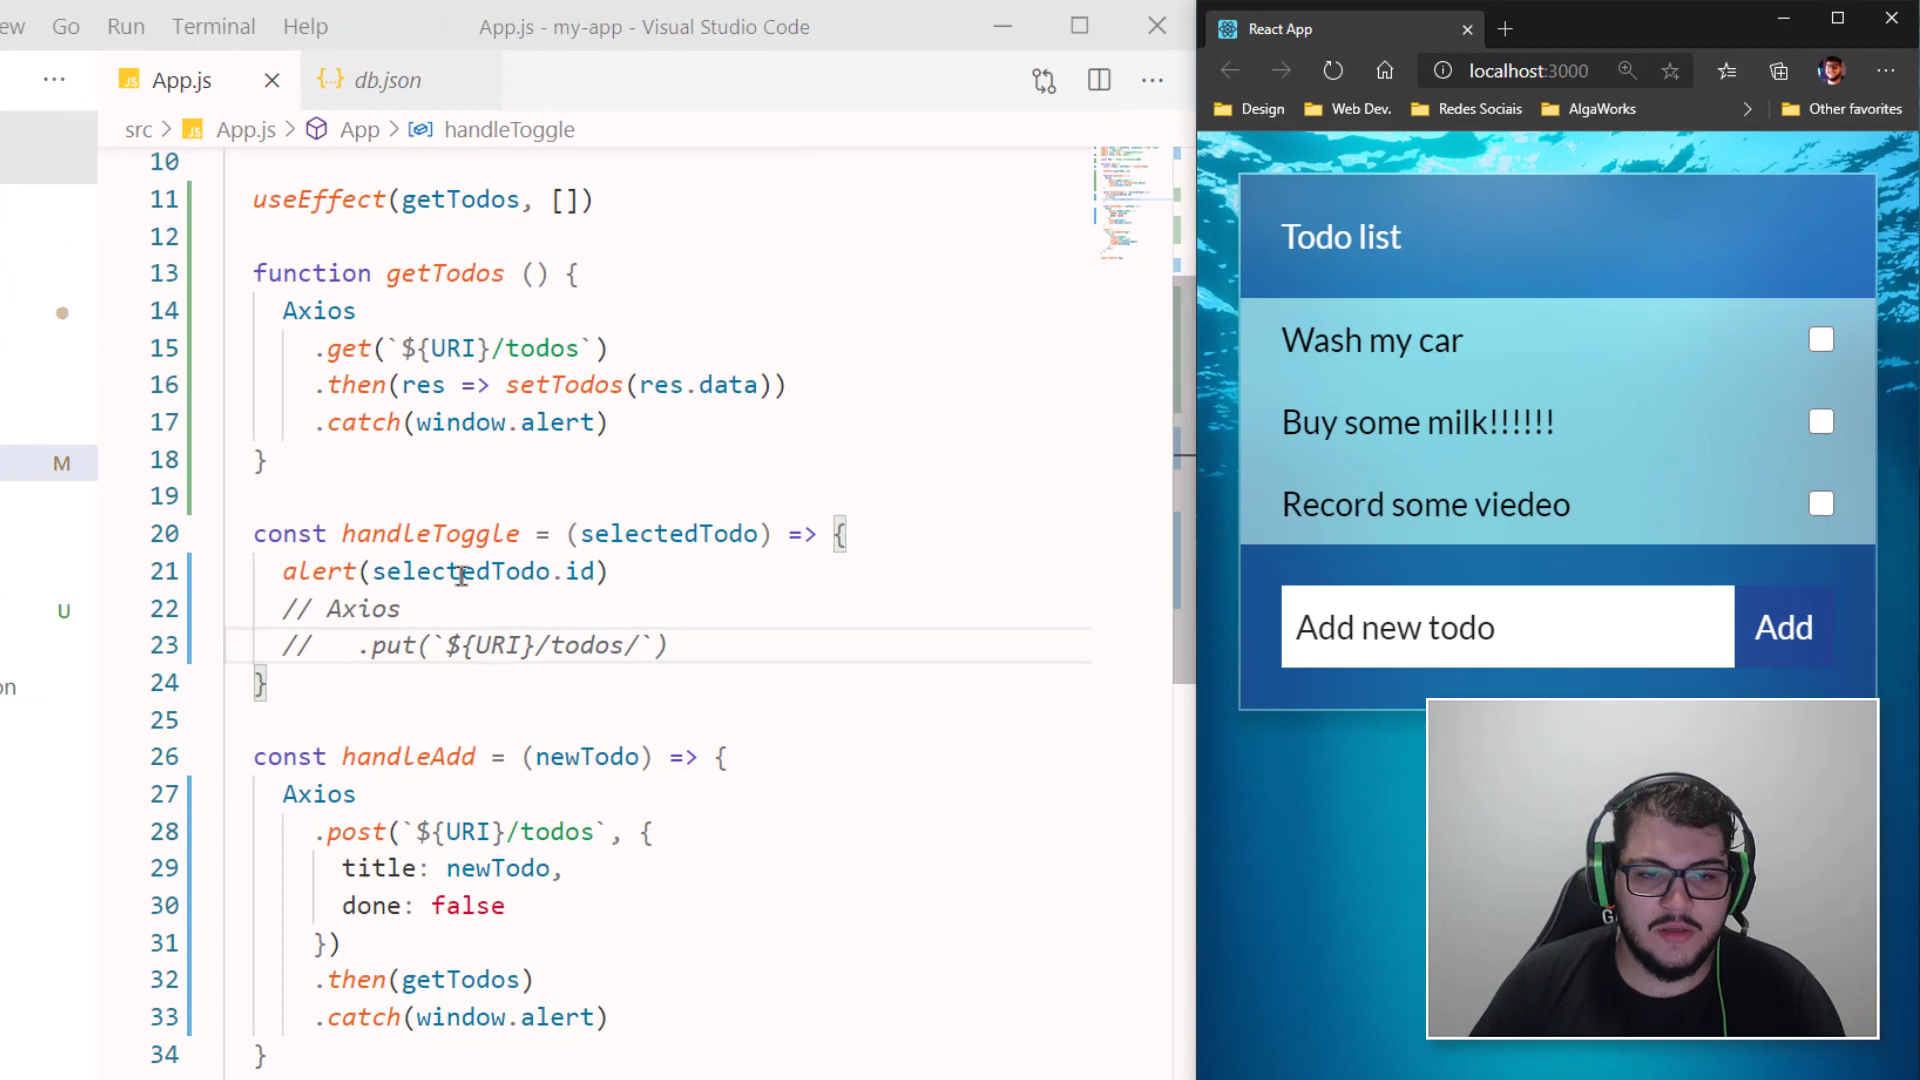 ew Go Run Terminal Help App.js - my-app - Visual Studio Code
JS App.js {..} db.json
src > JS App.js > App > handleToggle
10
11 useEffect(getTodos, [])
12
13 function getTodos () {
14 Axios
15 .get(`${URI}/todos`)
16 .then(res => setTodos(res.data))
17 .catch(window.alert)
18 }
19
20 const handleToggle = (selectedTodo) => {
21 alert(selectedTodo.id)
22 // Axios
23 // .put(`${URI}/todos/`)
24 }
25
26 const handleAdd = (newTodo) => {
27 Axios
28 .post(`${URI}/todos`, {
29 title: newTodo,
30 done: false
31 })
32 .then(getTodos)
33 .catch(window.alert)
34 }
M
U
on
React App
localhost:3000
Design Web Dev. Redes Sociais AlgaWorks Other favorites
Todo list
Wash my car
Buy some milk!!!!!!
Record some viedeo
Add new todo Add
G